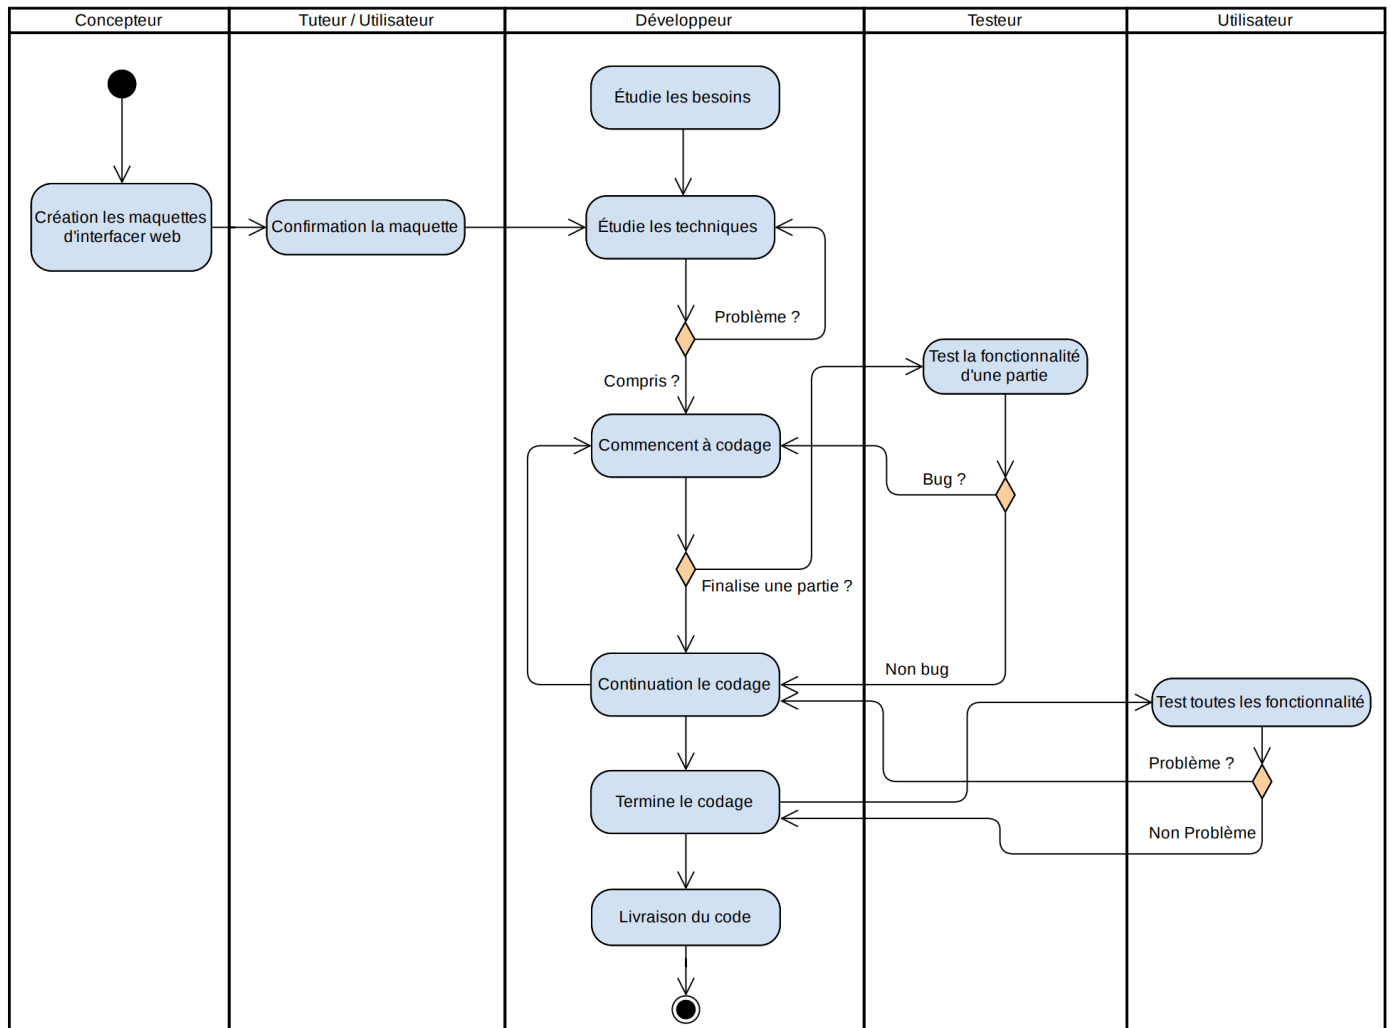 Concepteur
Tuteur / Utilisateur
Développeur
Testeur
Utilisateur
Étudie les besoins
Création les maquettes
d'interfacer web
Confirmation la maquette
Étudie les techniques
Problème ?
Compris ?
Test la fonctionnalité
d'une partie
Commencent à codage
Bug ?
Finalise une partie ?
Non bug
Continuation le codage
Test toutes les fonctionnalité
Problème ?
Termine le codage
Non Problème
Livraison du code